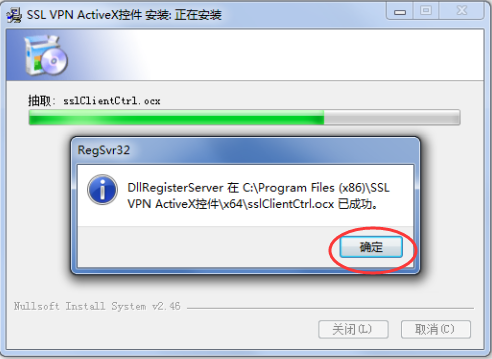 SSL VPN ActiveX控件 安装: 正在安装
抽取: sslClientCtrl.ocx
RegSvr32
DllRegisterServer 在 C:\Program Files (x86)\SSL
VPN ActiveX控件\x64\sslClientCtrl.ocx 已成功。
确定
Nullsoft Install System v2.46
关闭(L)
取消(C)